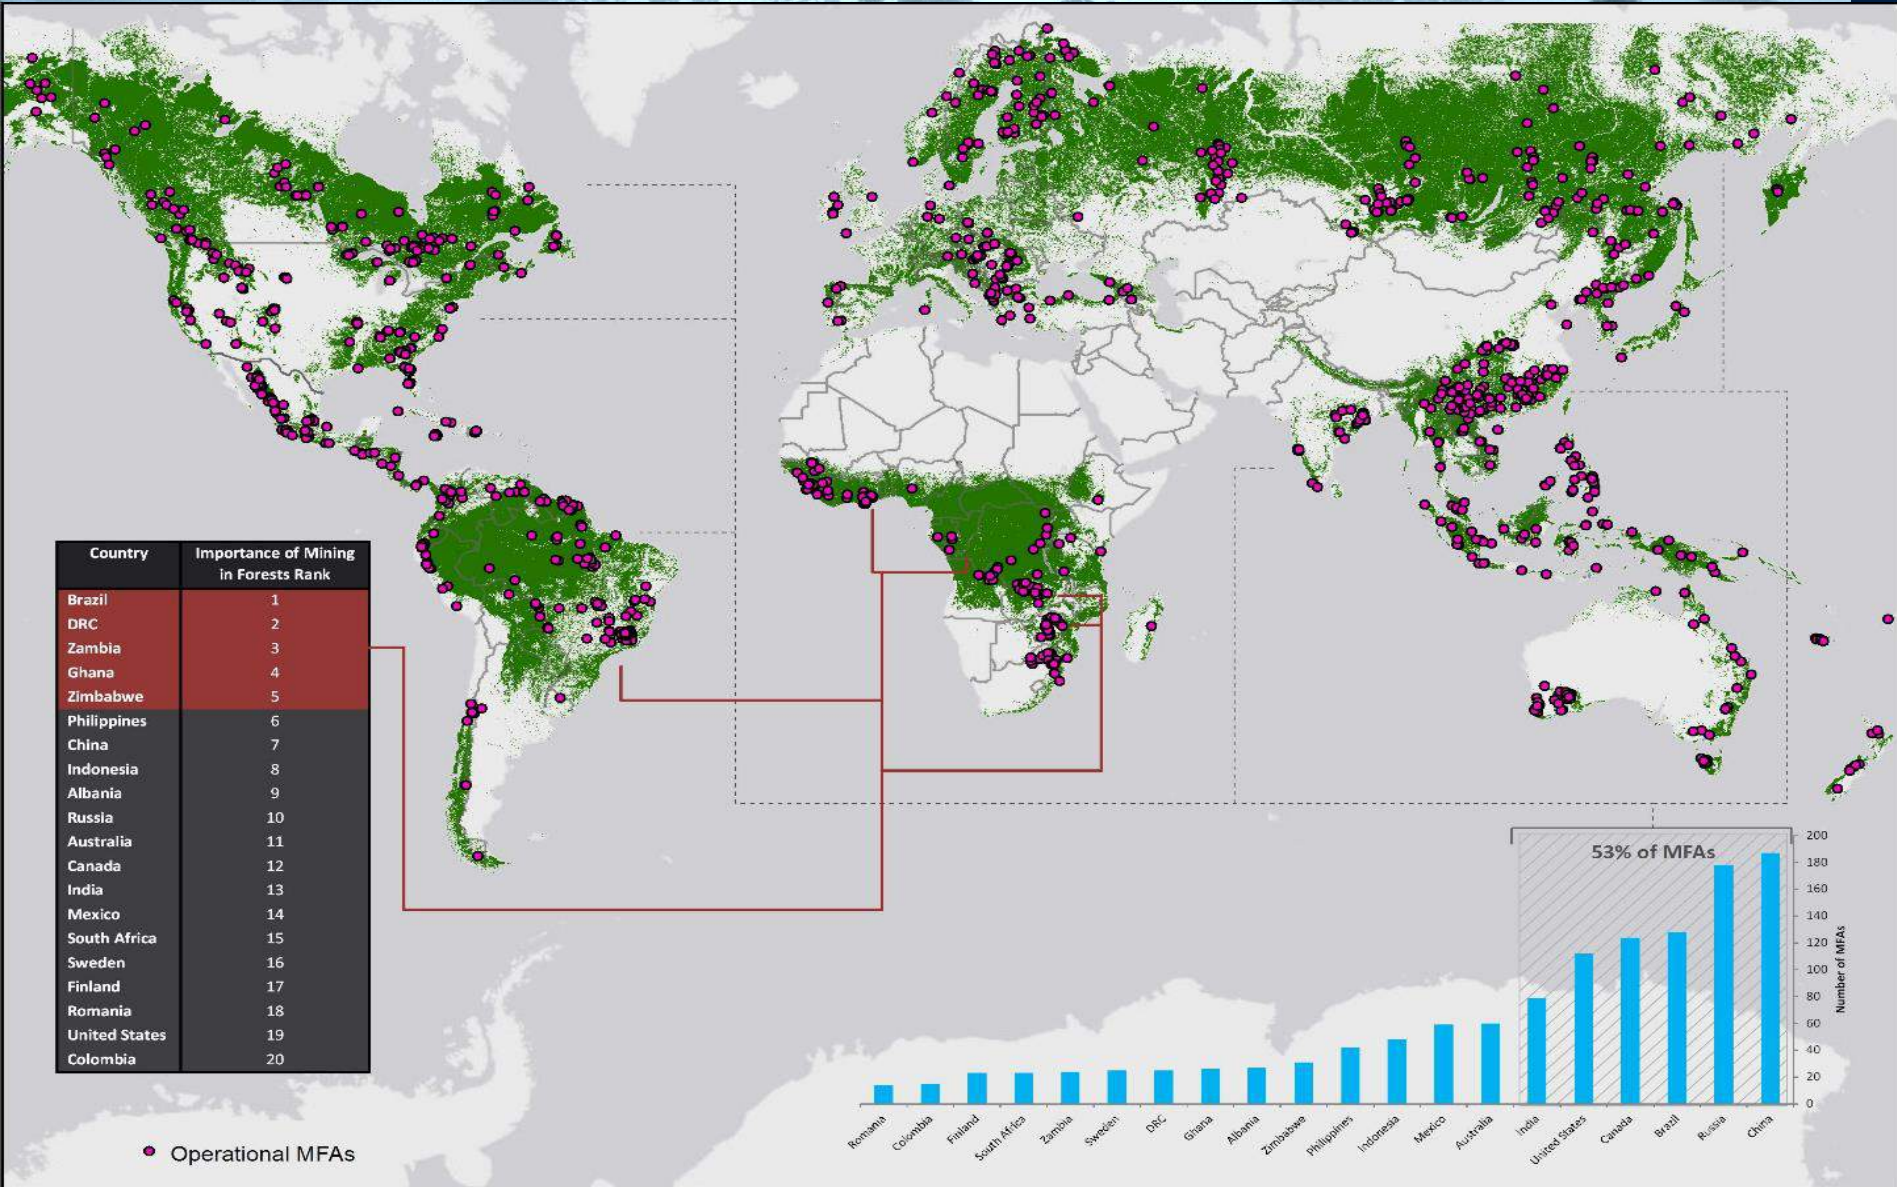 Country Importance of Mining
in Forests Rank
Brazil 1
DRC 2
Zambia 3
Ghana 4
Zimbabwe 5
Philippines 6
China 7
Indonesia 8
Albania 9
Russia 10
Australia 11
Canada 12
India 13
Mexico 14
South Africa 15
Sweden 16
Finland 17
Romania 18
United States 19
Colombia 20
Operational MFAs
53% of MFAs
200
180
160
140
120
100
80
60
40
20
0
Number of MFAs
Romania
Colombia
Finland
South Africa
Zambia
Sweden
DRC
Ghana
Albania
Zimbabwe
Philippines
Indonesia
Mexico
Australia
India
United States
Canada
Brazil
Russia
China